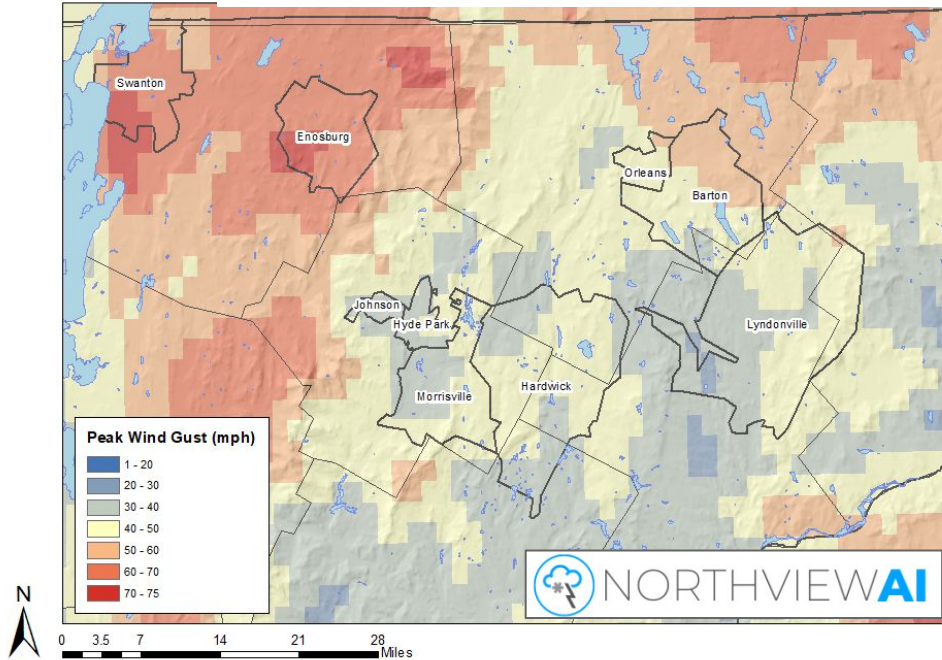 Swanton
Enosburg
Orleans
Barton
Johnson
Hyde Park
Lyndonville
Morrisville
Hardwick
Peak Wind Gust (mph)
1 - 20
20 - 30
30 - 40
40 - 50
50 - 60
60 - 70
70 - 75
NORTHVIEWAI
N
0 3.5 7 14 21 28
Miles